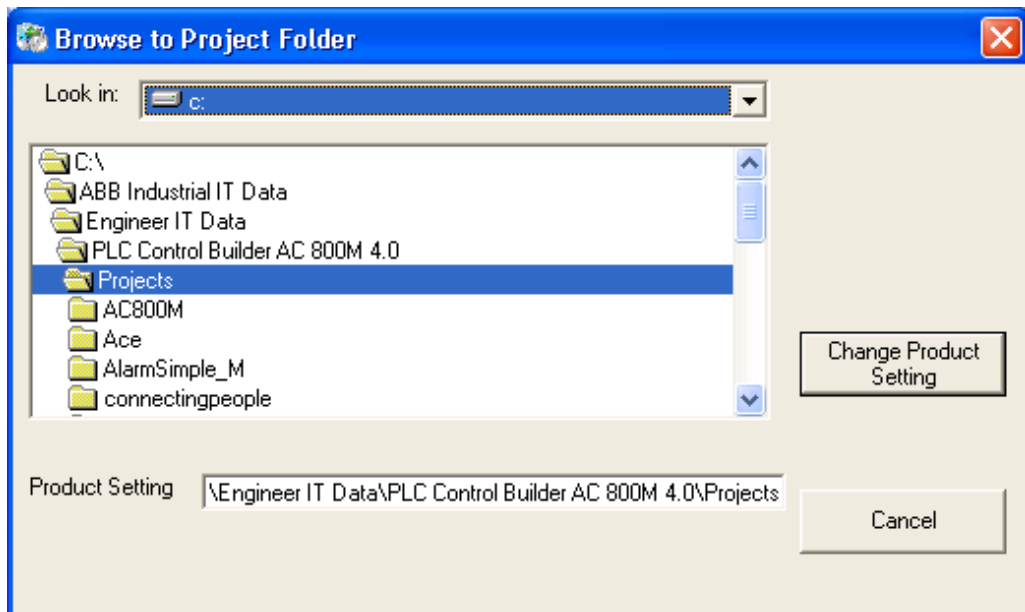 Browse to Project Folder
Look in:
c:
C:\
ABB Industrial IT Data
Engineer IT Data
PLC Control Builder AC 800M 4.0
Projects
AC800M
Ace
AlarmSimple_M
connectingpeople
Change Product
Setting
Product Setting
\Engineer IT Data\PLC Control Builder AC 800M 4.0\Projects
Cancel